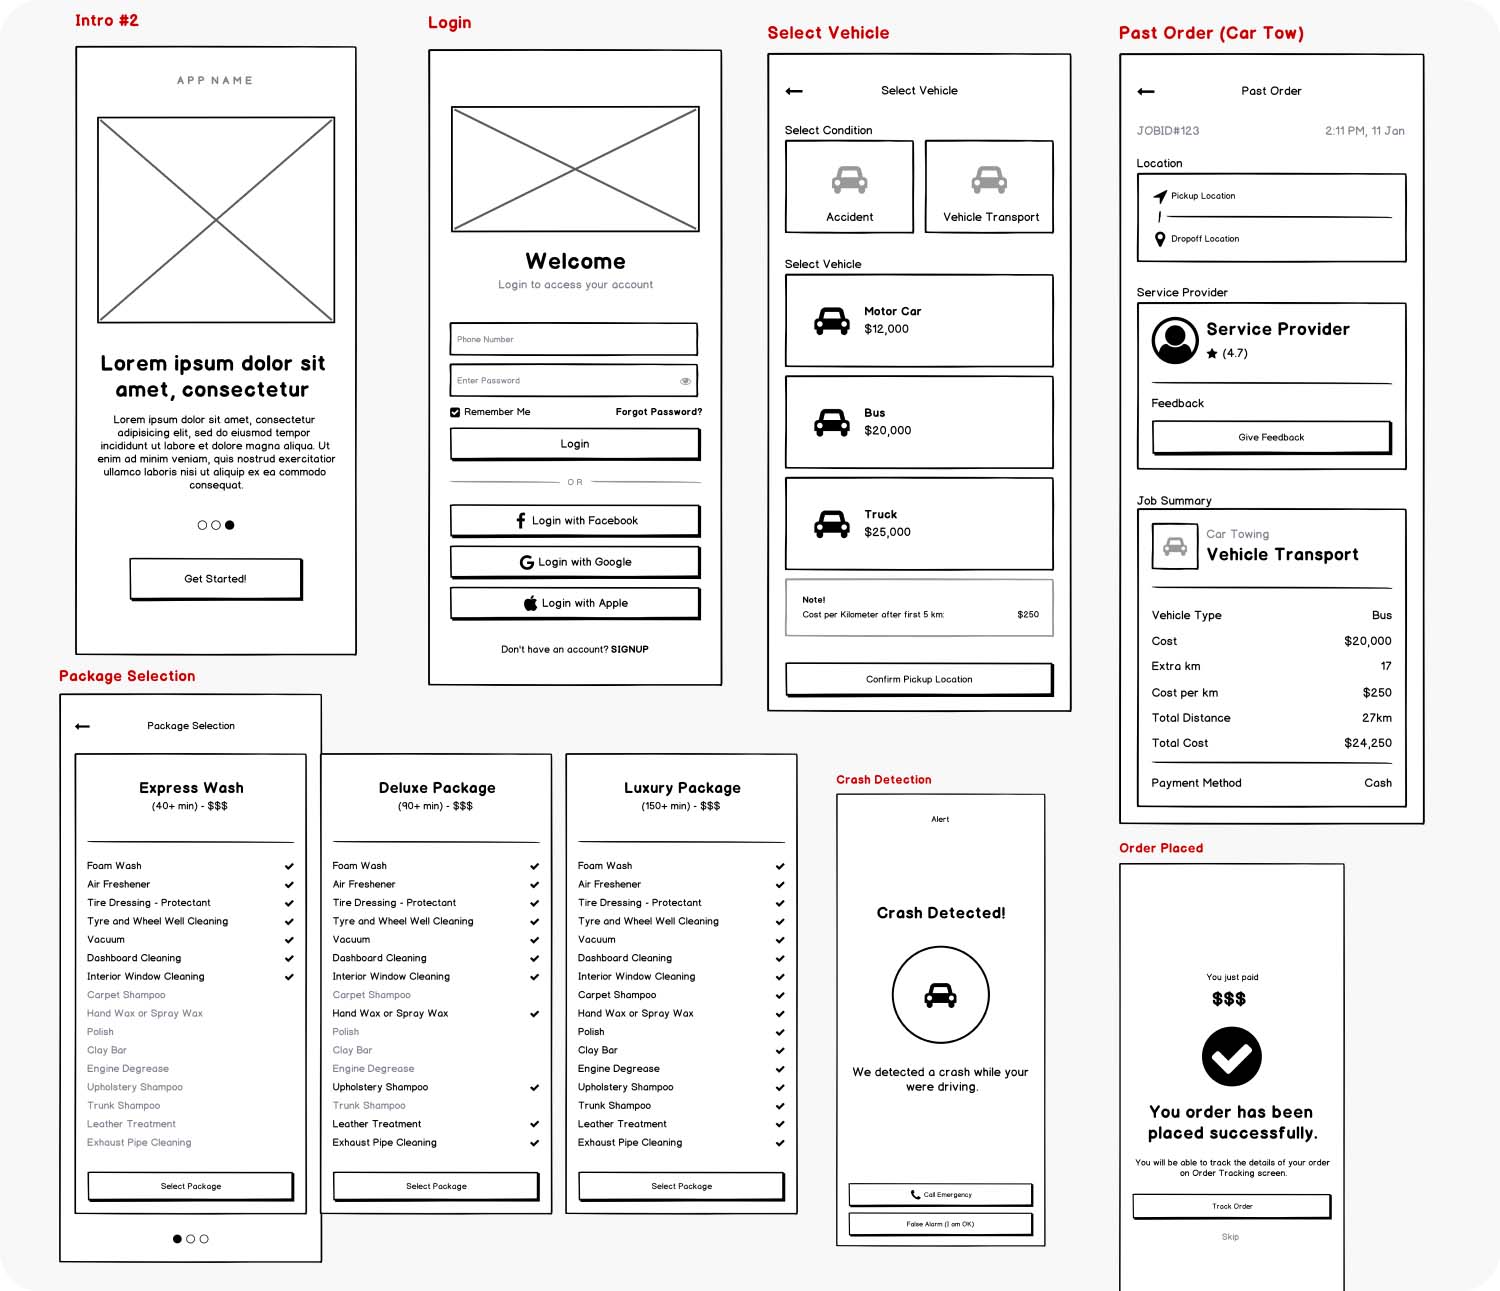 Intro #2
APP NAME
Lorem ipsum dolor sit
amet, consectetur
Lorem ipsum dolor sit amet, consectetur
adipisicing elit, sed do eiusmod tempor
incididunt ut labore et dolore magna aliqua. Ut
enim ad minim veniam, quis nostrud exercitatior
ullamco laboris nisi ut aliquip ex ea commodo
consequat.
Get Started!
Login
Welcome
Login to access your account
Phone Number
Enter Password
Remember Me Forgot Password?
Login
OR
Login with Facebook
Login with Google
Login with Apple
Don't have an account? SIGNUP
Select Vehicle
Select Vehicle
Select Condition
Accident
Vehicle Transport
Select Vehicle
Motor Car
$12,000
Bus
$20,000
Truck
$25,000
Note!
Cost per Kilometer after first 5 km: $250
Confirm Pickup Location
Past Order (Car Tow)
Past Order
JOBID#123 2:11 PM, 11 Jan
Location
Pickup Location
Dropoff Location
Service Provider
Service Provider
(4.7)
Feedback
Give Feedback
Job Summary
Car Towing
Vehicle Transport
Vehicle Type Bus
Cost $20,000
Extra km 17
Cost per km $250
Total Distance 27km
Total Cost $24,250
Payment Method Cash
Package Selection
Package Selection
Express Wash
(40+ min) - $$$
Foam Wash
Air Freshener
Tire Dressing - Protectant
Tyre and Wheel Well Cleaning
Vacuum
Dashboard Cleaning
Interior Window Cleaning
Carpet Shampoo
Hand Wax or Spray Wax
Polish
Clay Bar
Engine Degrease
Upholstery Shampoo
Trunk Shampoo
Leather Treatment
Exhaust Pipe Cleaning
Select Package
Deluxe Package
(90+ min) - $$$
Foam Wash
Air Freshener
Tire Dressing - Protectant
Tyre and Wheel Well Cleaning
Vacuum
Dashboard Cleaning
Interior Window Cleaning
Carpet Shampoo
Hand Wax or Spray Wax
Polish
Clay Bar
Engine Degrease
Upholstery Shampoo
Trunk Shampoo
Leather Treatment
Exhaust Pipe Cleaning
Select Package
Luxury Package
(150+ min) - $$$
Foam Wash
Air Freshener
Tire Dressing - Protectant
Tyre and Wheel Well Cleaning
Vacuum
Dashboard Cleaning
Interior Window Cleaning
Carpet Shampoo
Hand Wax or Spray Wax
Polish
Clay Bar
Engine Degrease
Upholstery Shampoo
Trunk Shampoo
Leather Treatment
Exhaust Pipe Cleaning
Select Package
Crash Detection
Alert
Crash Detected!
We detected a crash while your
were driving.
Call Emergency
False Alarm (I am OK)
Order Placed
You just paid
$$$
You order has been
placed successfully.
You will be able to track the details of your order
on Order Tracking screen.
Track Order
Skip